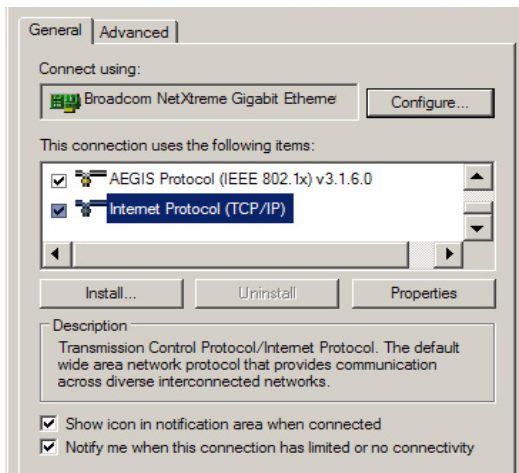 General Advanced
Connect using:
Broadcom NetXtreme Gigabit Etherne Configure...
This connection uses the following items:
AEGIS Protocol (IEEE 802.1x) v3.1.6.0
Internet Protocol (TCP/IP)
Install... Uninstall Properties
Description
Transmission Control Protocol/Internet Protocol. The default
wide area network protocol that provides communication
across diverse interconnected networks.
Show icon in notification area when connected
Notify me when this connection has limited or no connectivity